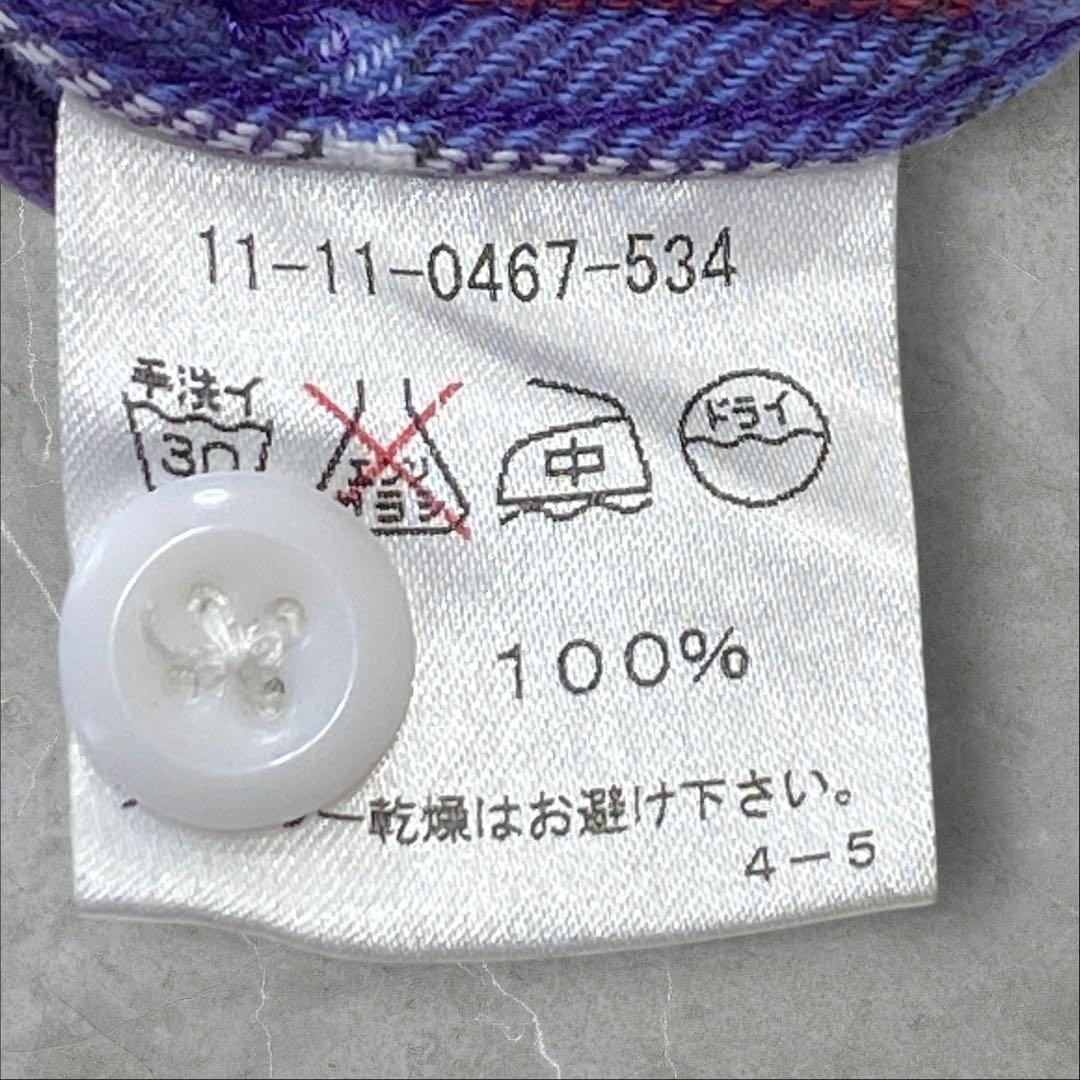 11-11-0467-534
手洗イ
30
エンソ
中
ドライ
100%
ー乾燥はお避け下さい。
4-5